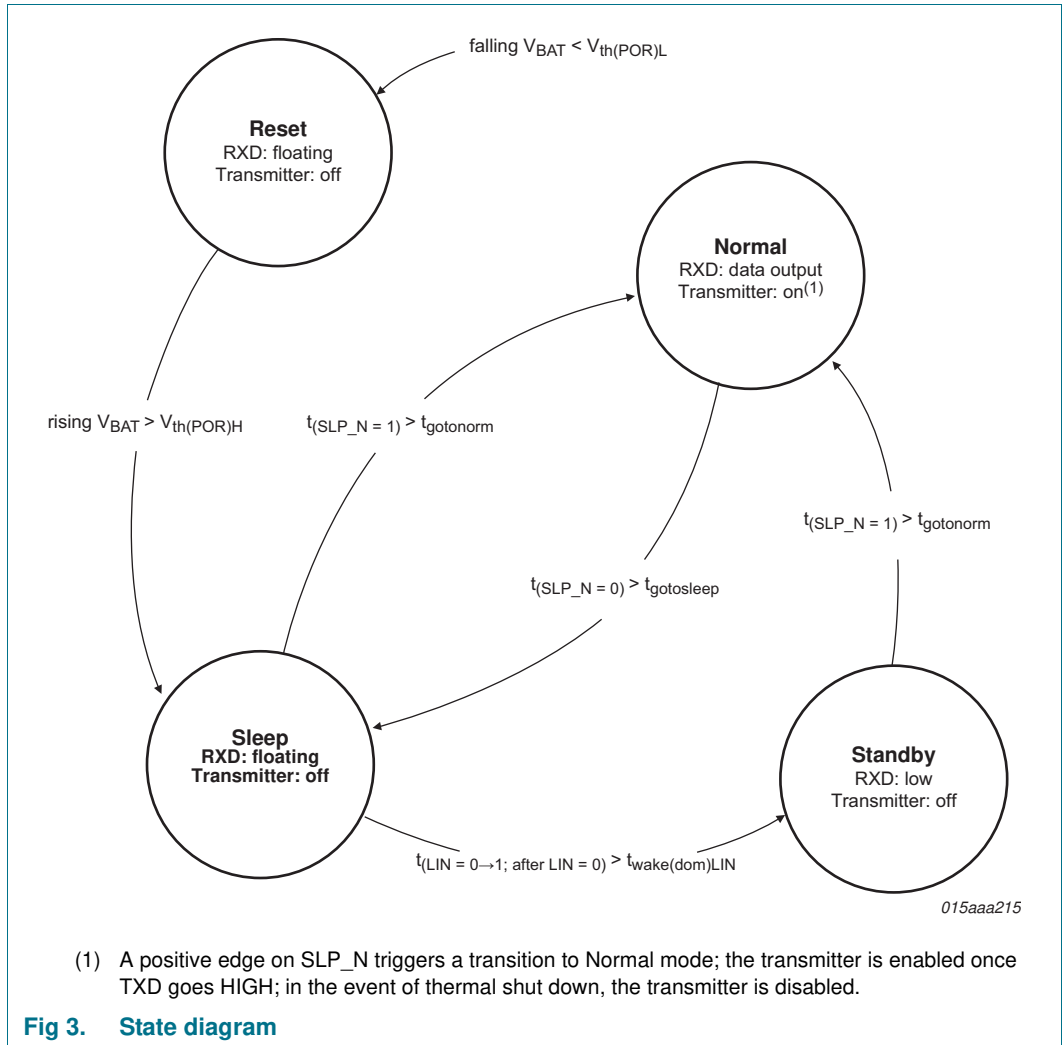 falling VBAT < Vth(POR)L
Reset
RXD: floating
Transmitter: off
Normal
RXD: data output
Transmitter: on(1)
rising VBAT > Vth(POR)H
t(SLP_N = 1) > tgotonorm
t(SLP_N = 1) > tgotonorm
t(SLP_N = 0) > tgotosleep
Sleep
RXD: floating
Transmitter: off
Standby
RXD: low
Transmitter: off
t(LIN = 0→1; after LIN = 0) > twake(dom)LIN
015aaa215
(1) A positive edge on SLP_N triggers a transition to Normal mode; the transmitter is enabled once
TXD goes HIGH; in the event of thermal shut down, the transmitter is disabled.
Fig 3. State diagram